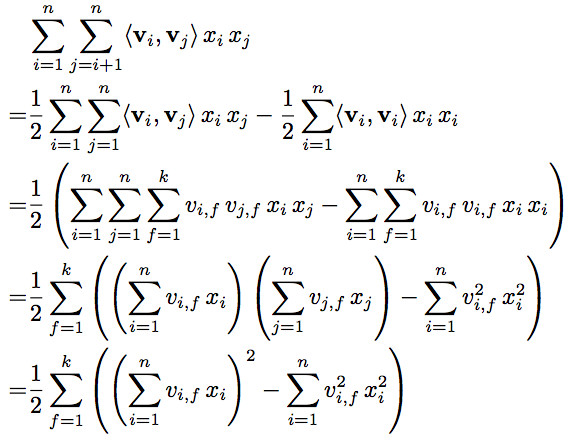 $\sum_{i=1}^{n} \sum_{j=i+1}^{n} \langle \mathbf{v}_i, \mathbf{v}_j \rangle \, x_i \, x_j$
$= \frac{1}{2} \sum_{i=1}^{n} \sum_{j=1}^{n} \langle \mathbf{v}_i, \mathbf{v}_j \rangle \, x_i \, x_j - \frac{1}{2} \sum_{i=1}^{n} \langle \mathbf{v}_i, \mathbf{v}_i \rangle \, x_i \, x_i$
$= \frac{1}{2} \left( \sum_{i=1}^{n} \sum_{j=1}^{n} \sum_{f=1}^{k} v_{i,f} \, v_{j,f} \, x_i \, x_j - \sum_{i=1}^{n} \sum_{f=1}^{k} v_{i,f} \, v_{i,f} \, x_i \, x_i \right)$
$= \frac{1}{2} \sum_{f=1}^{k} \left( \left( \sum_{i=1}^{n} v_{i,f} \, x_i \right) \left( \sum_{j=1}^{n} v_{j,f} \, x_j \right) - \sum_{i=1}^{n} v_{i,f}^2 \, x_i^2 \right)$
$= \frac{1}{2} \sum_{f=1}^{k} \left( \left( \sum_{i=1}^{n} v_{i,f} \, x_i \right)^2 - \sum_{i=1}^{n} v_{i,f}^2 \, x_i^2 \right)$